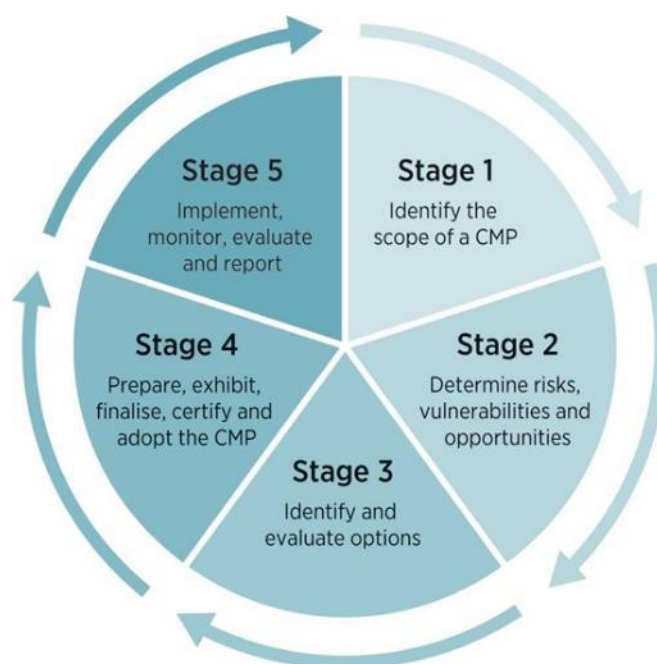 Stage 1
Identify the
scope of a CMP
Stage 2
Determine risks,
vulnerabilities and
opportunities
Stage 3
Identify and
evaluate options
Stage 4
Prepare, exhibit,
finalise, certify and
adopt the CMP
Stage 5
Implement,
monitor, evaluate
and report